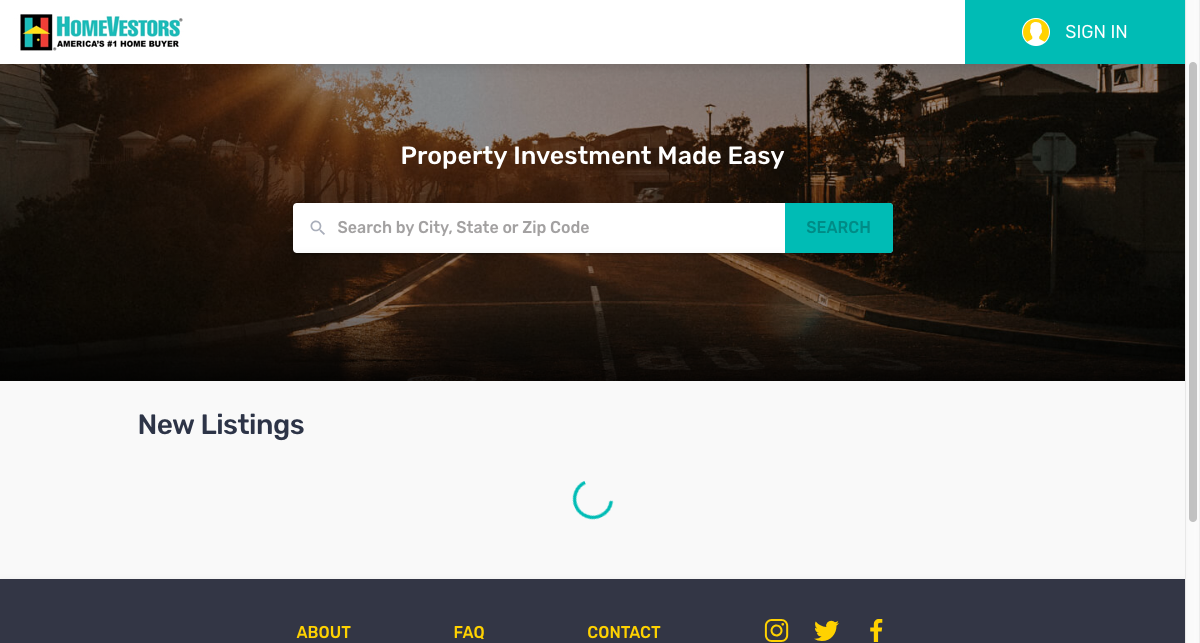 HOMEVESTORS
AMERICA'S #1 HOME BUYER
SIGN IN
Property Investment Made Easy
Search by City, State or Zip Code
SEARCH
New Listings
ABOUT
FAQ
CONTACT